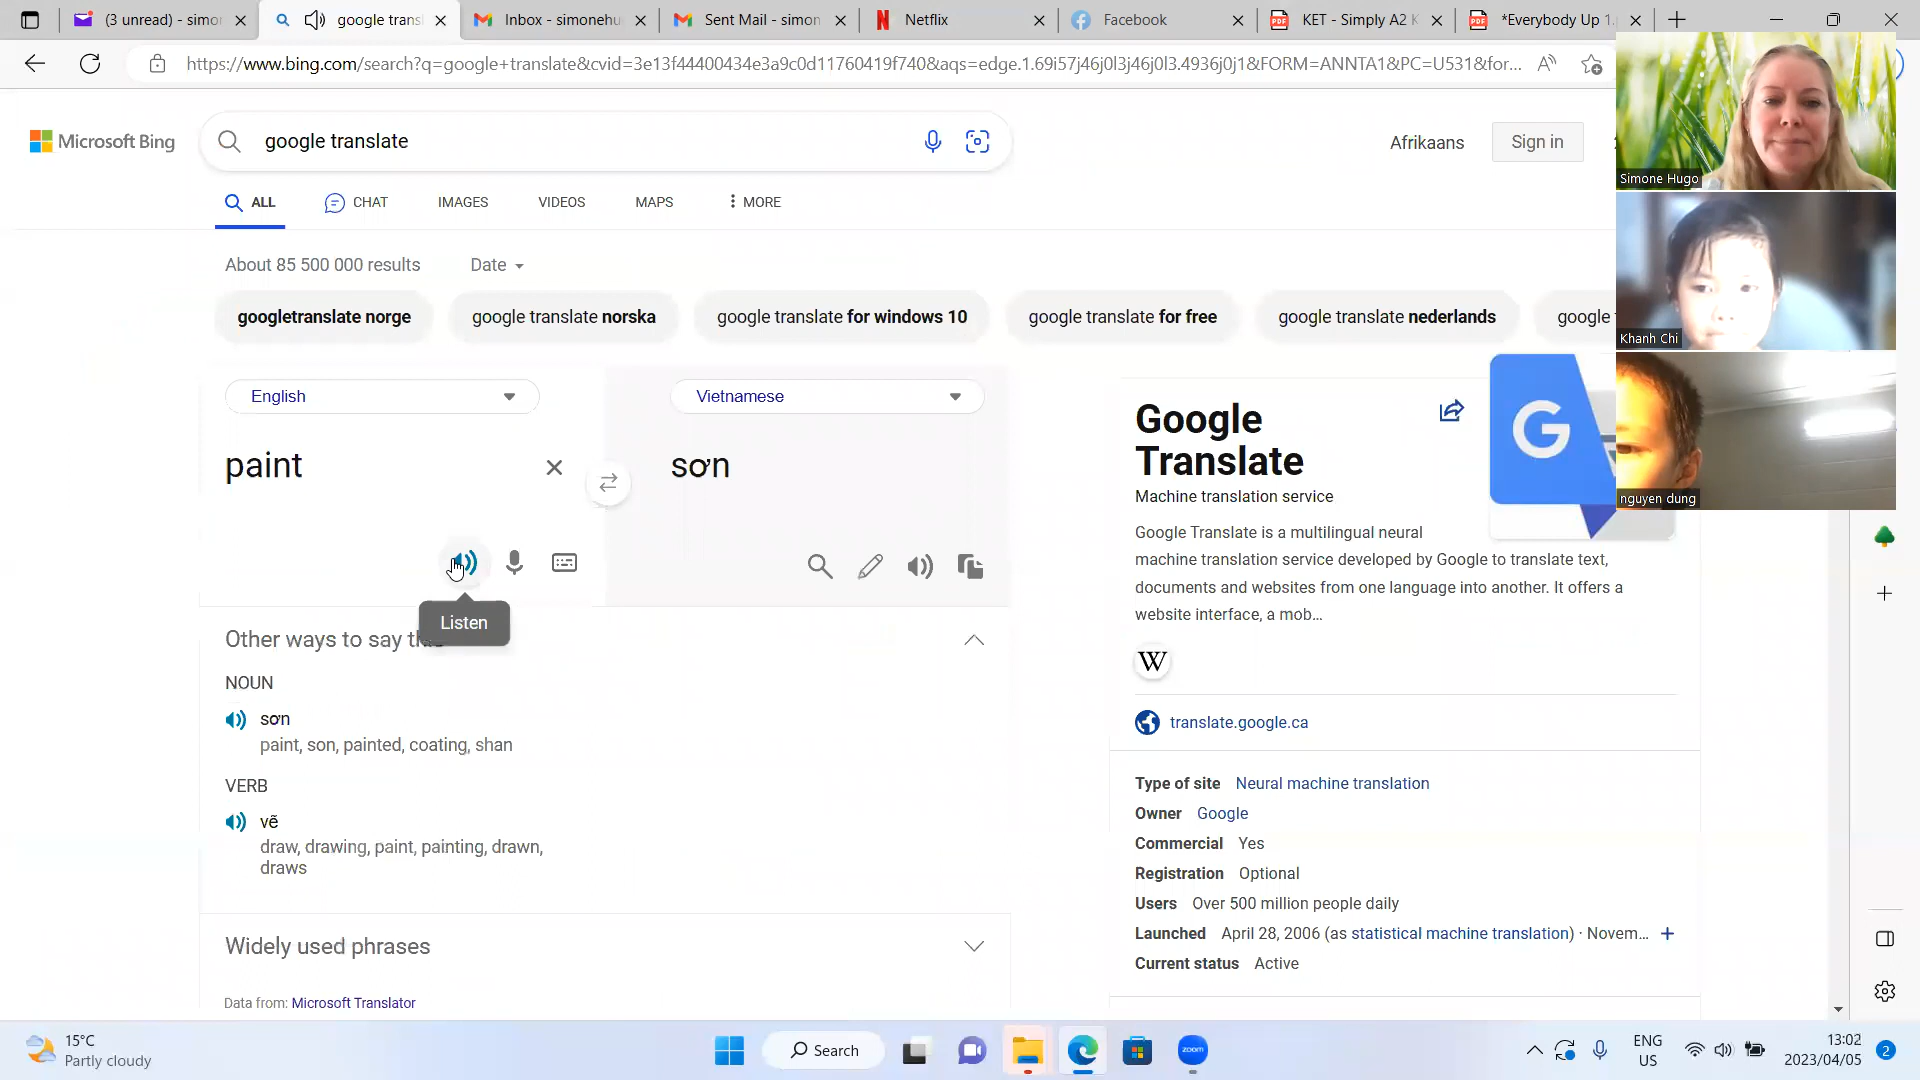 (3 unread) - simon
google transl
Inbox - simonehu
Sent Mail - simon
Netflix
Facebook
KET - Simply A2 K
*Everybody Up 1.p
https://www.bing.com/search?q=google+translate&cvid=3e13f44400434e3a9c0d11760419f740&aqs=edge.1.69i57j46j0l3j46j0l3.4936j0j1&FORM=ANNTA1&PC=U531&for...
Microsoft Bing
google translate
Afrikaans
Sign in
Simone Hugo
ALL
CHAT
IMAGES
VIDEOS
MAPS
MORE
About 85 500 000 results
Date
googletranslate norge
google translate norska
google translate for windows 10
google translate for free
google translate nederlands
google
Khanh Chi
English
Vietnamese
paint
sơn
Google
Translate
Machine translation service
nguyen dung
Google Translate is a multilingual neural
machine translation service developed by Google to translate text,
documents and websites from one language into another. It offers a
website interface, a mob...
Listen
Other ways to say
NOUN
sơn
paint, son, painted, coating, shan
VERB
vẽ
draw, drawing, paint, painting, drawn,
draws
W
translate.google.ca
Type of site Neural machine translation
Owner Google
Commercial Yes
Registration Optional
Users Over 500 million people daily
Launched April 28, 2006 (as statistical machine translation) · Novem... +
Current status Active
Widely used phrases
Data from: Microsoft Translator
15°C
Partly cloudy
Search
zoom
ENG
US
13:02
2023/04/05
2